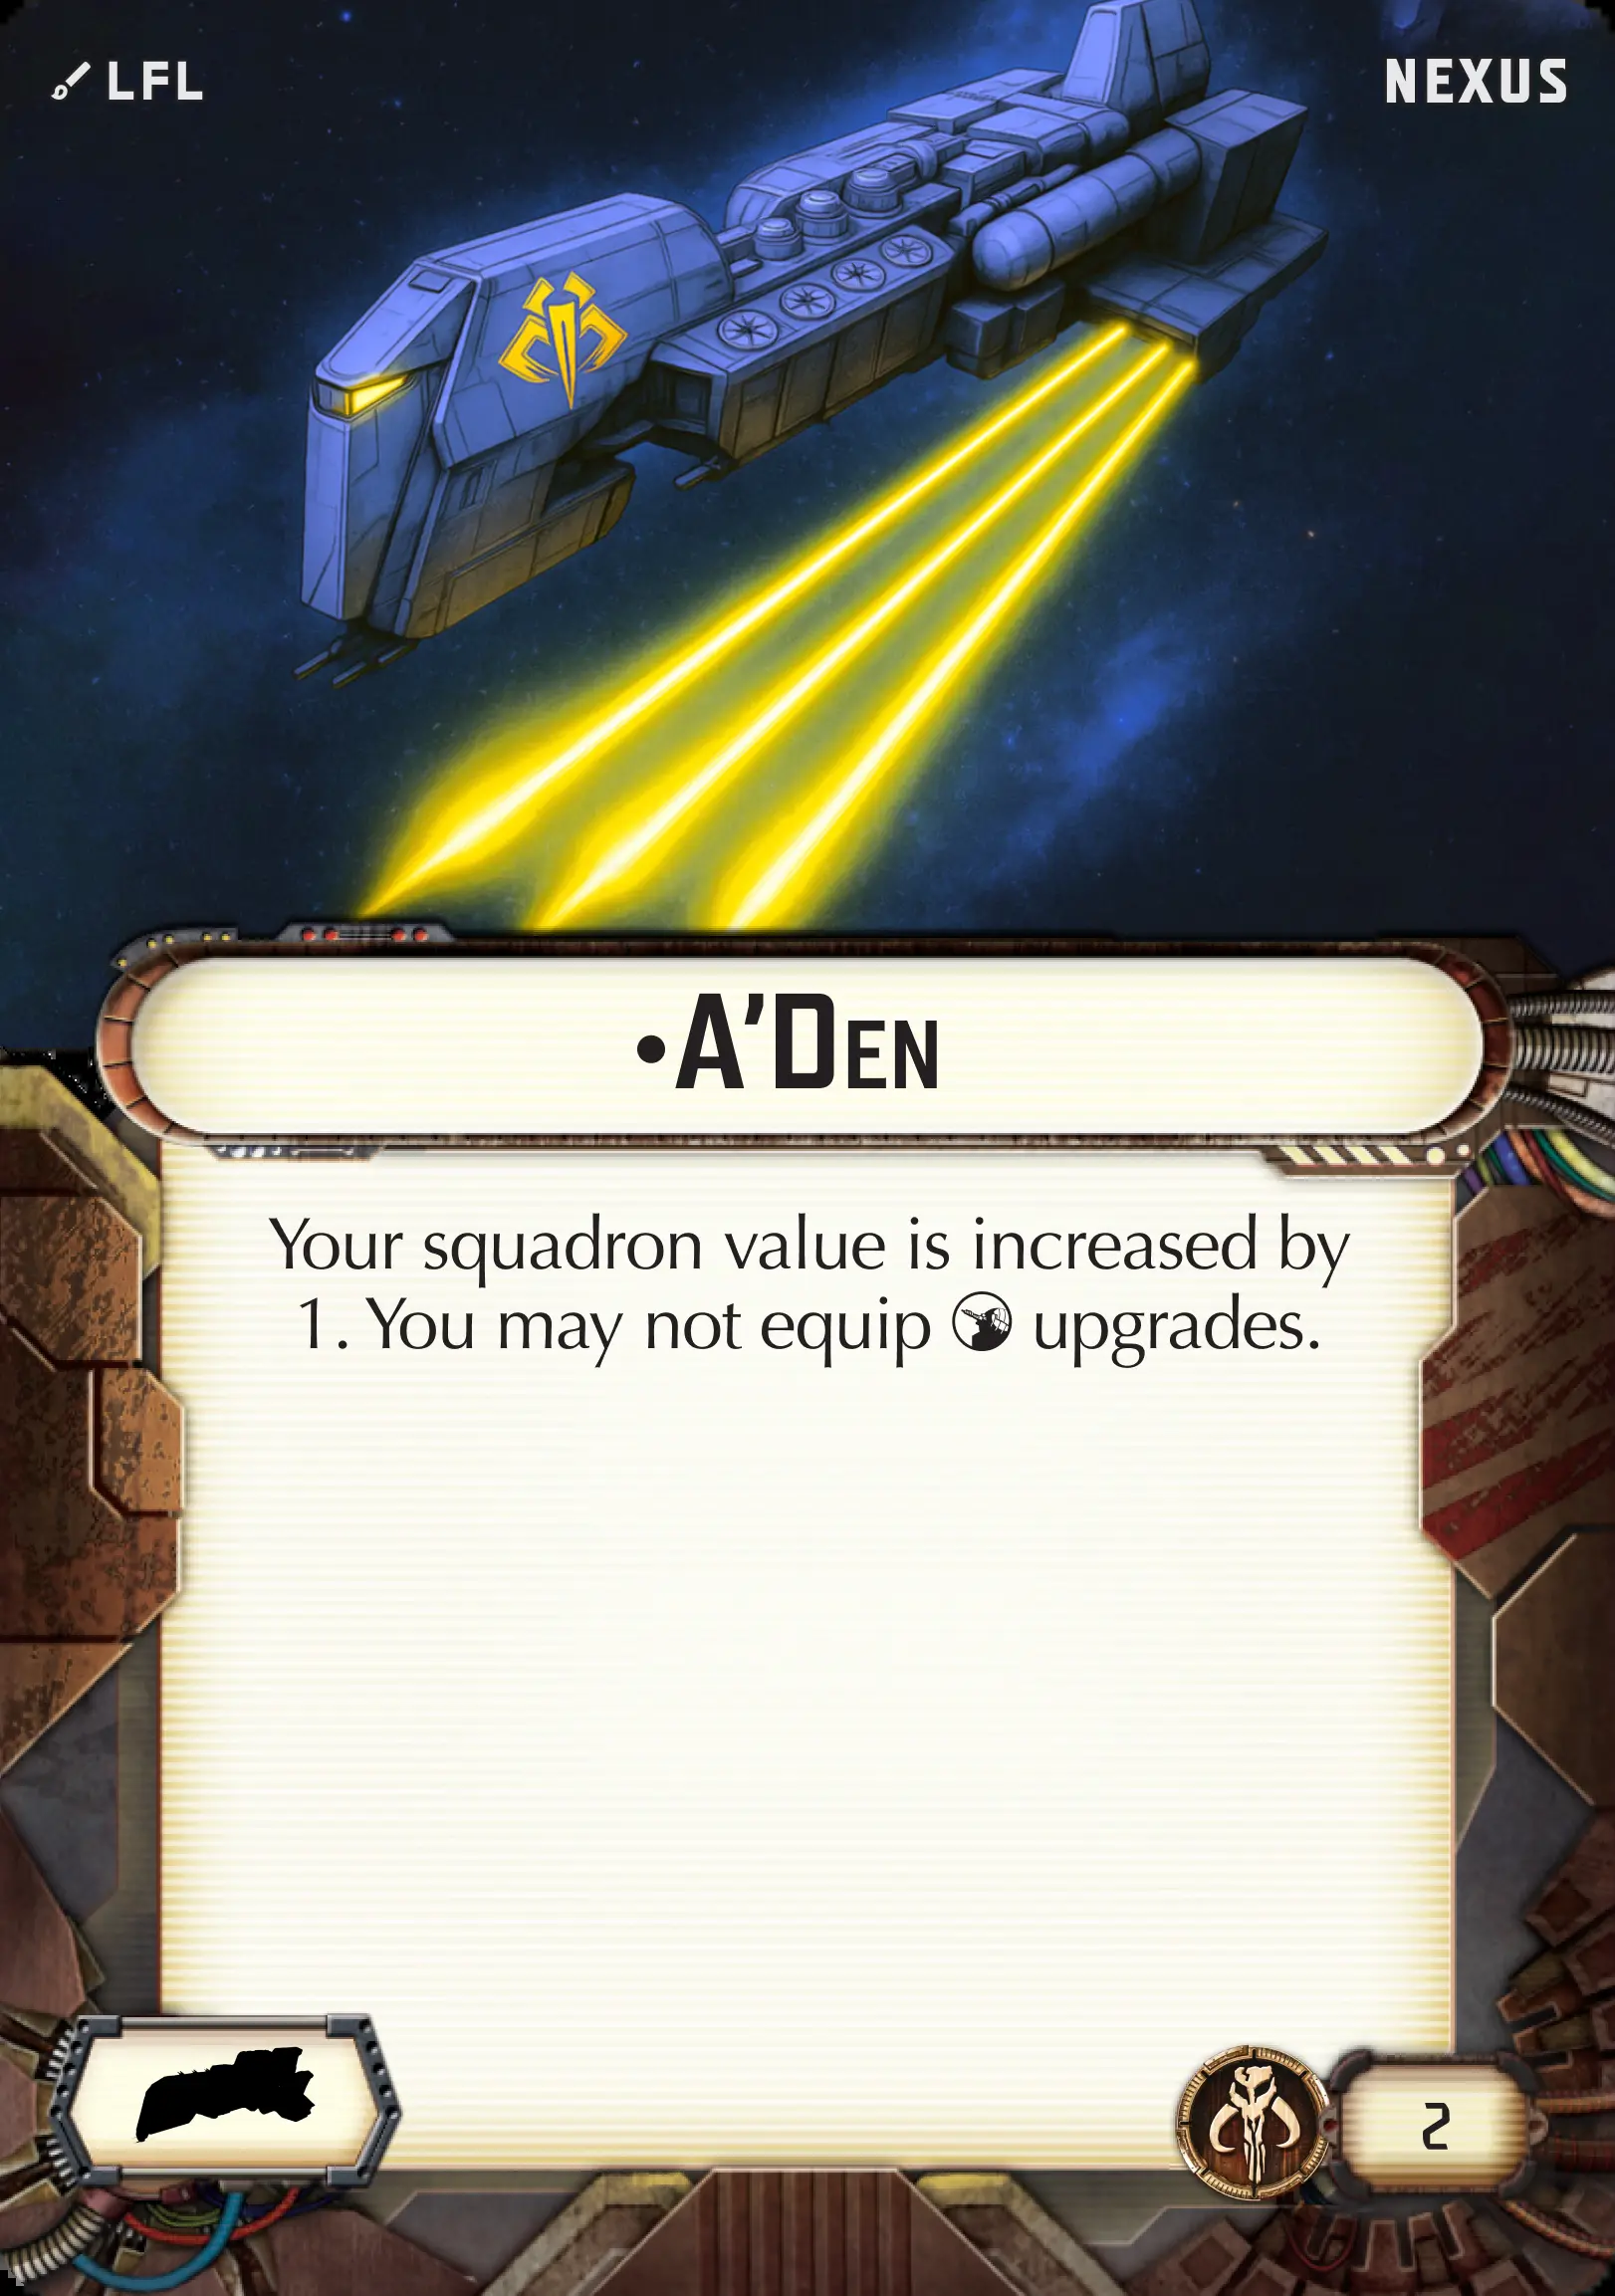 LFL
NEXUS
•A'DEN
Your squadron value is increased by
1. You may not equip upgrades.
2